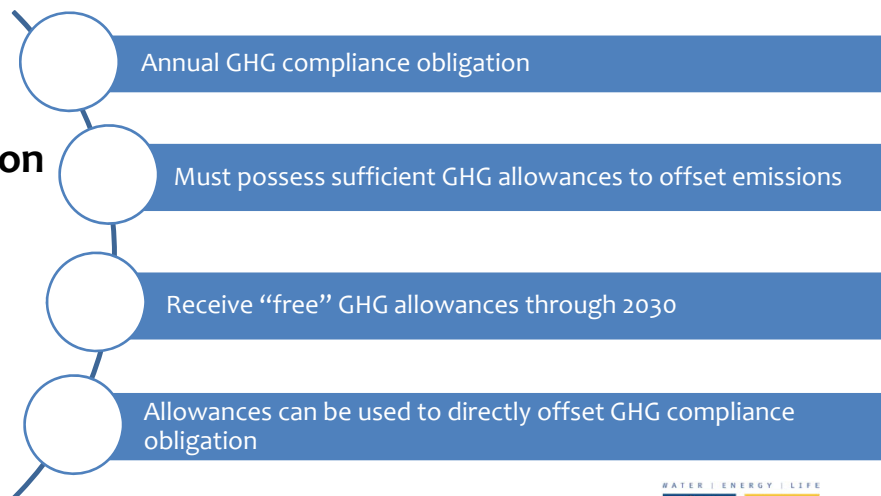 Annual GHG compliance obligation
on
Must possess sufficient GHG allowances to offset emissions
Receive “free” GHG allowances through 2030
Allowances can be used to directly offset GHG compliance
obligation
WATER | ENERGY | LIFE